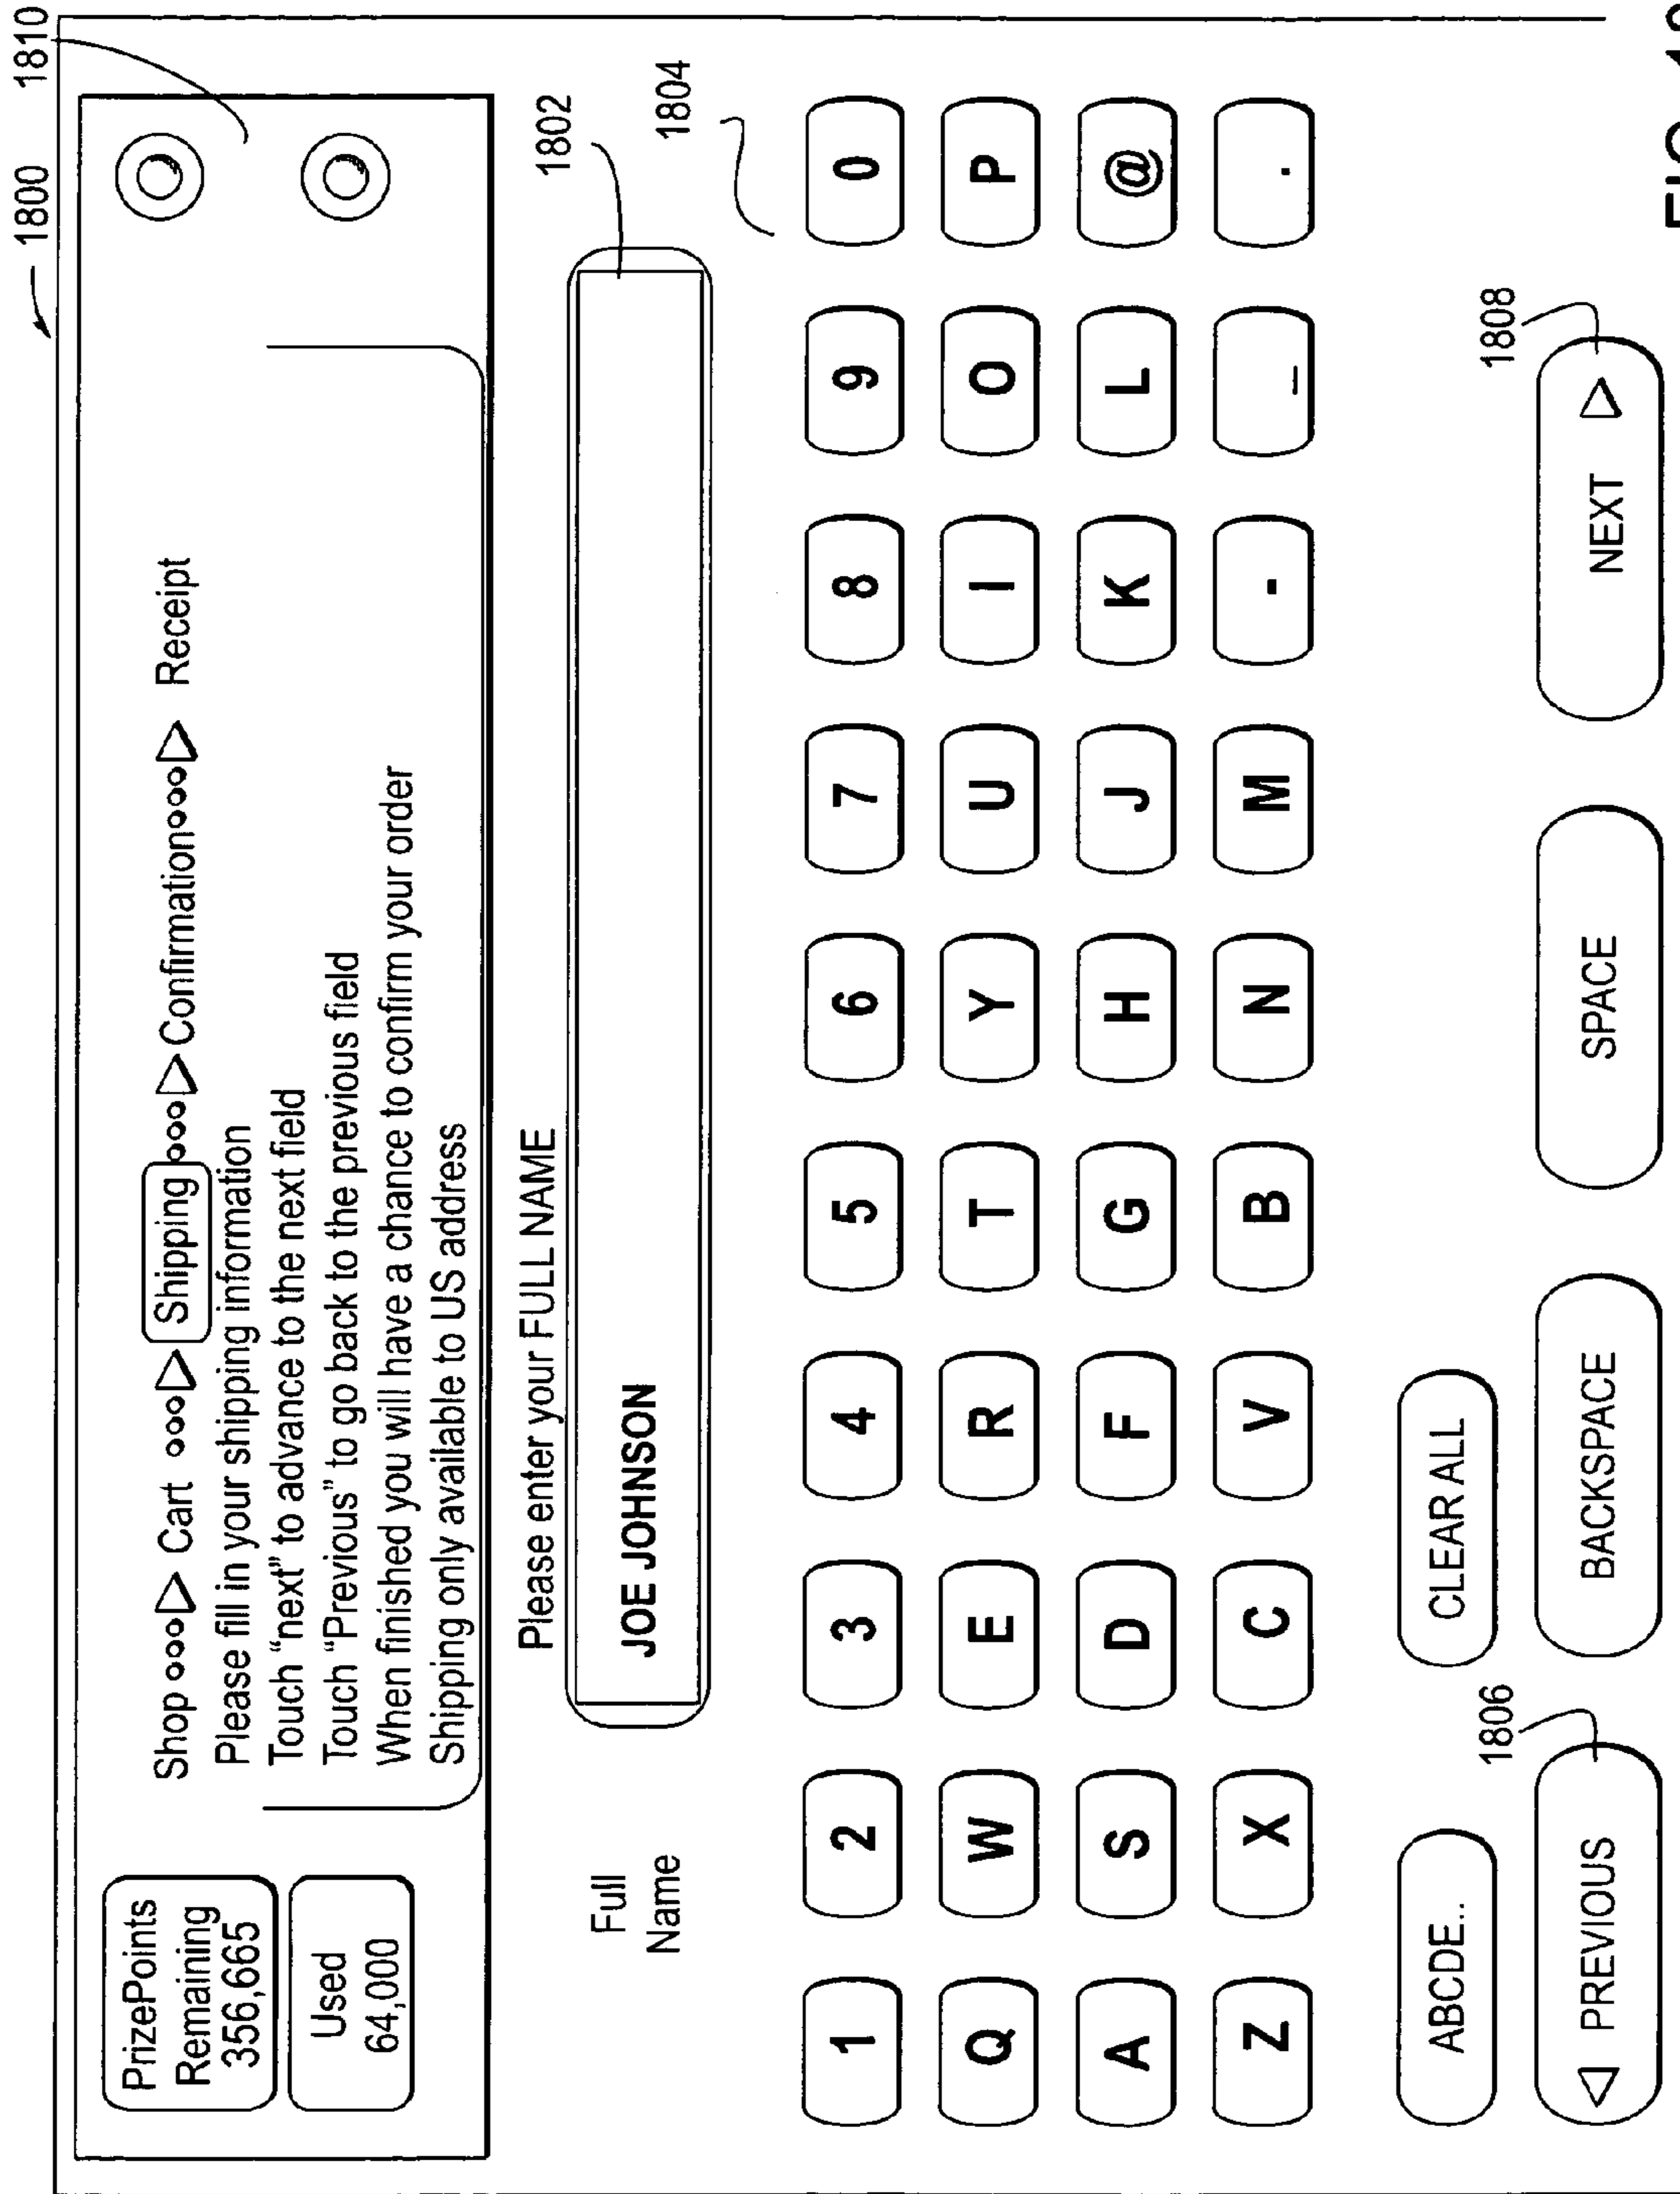 1800
1810
PrizePoints
Remaining
356,665
Used
64,000
Shop Cart Shipping Confirmation Receipt
Please fill in your shipping information
Touch “next” to advance to the next field
Touch “Previous” to go back to the previous field
When finished you will have a chance to confirm your order
Shipping only available to US address
Please enter your FULL NAME
1802
Full
Name
JOE JOHNSON
1804
1 2 3 4 5 6 7 8 9 0
Q W E R T Y U I O P
A S D F G H J K L @
Z X C V B N M - _ .
ABCDE..
CLEAR ALL
1806
1808
PREVIOUS
BACKSPACE
SPACE
NEXT